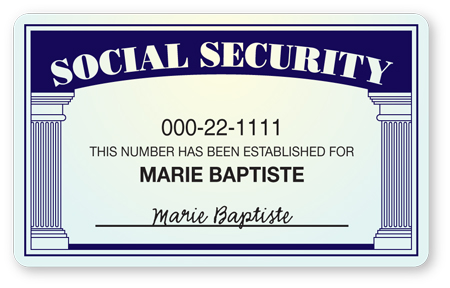 SOCIAL SECURITY
000-22-1111
THIS NUMBER HAS BEEN ESTABLISHED FOR
MARIE BAPTISTE
Marie Baptiste